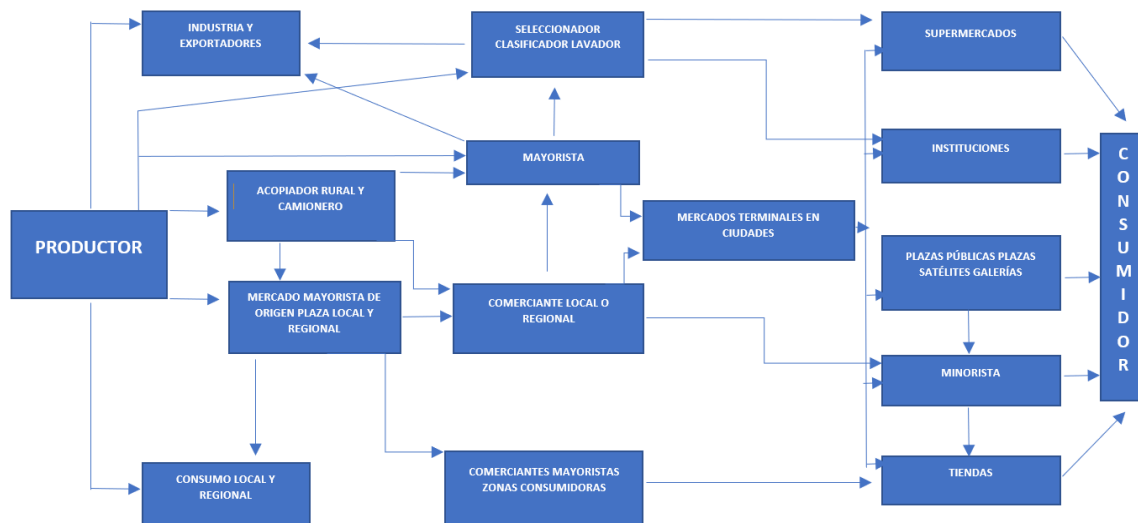 INDUSTRIA Y
EXPORTADORES
SELECCIONADOR
CLASIFICADOR LAVADOR
SUPERMERCADOS
MAYORISTA
INSTITUCIONES
ACOPIADOR RURAL Y
CAMIONERO
PRODUCTOR
MERCADOS TERMINALES EN
CIUDADES
PLAZAS PÚBLICAS PLAZAS
SATÉLITES GALERÍAS
MERCADO MAYORISTA DE
ORIGEN PLAZA LOCAL Y
REGIONAL
COMERCIANTE LOCAL O
REGIONAL
MINORISTA
CONSUMO LOCAL Y
REGIONAL
COMERCIANTES MAYORISTAS
ZONAS CONSUMIDORAS
TIENDAS
CONSUMIDOR